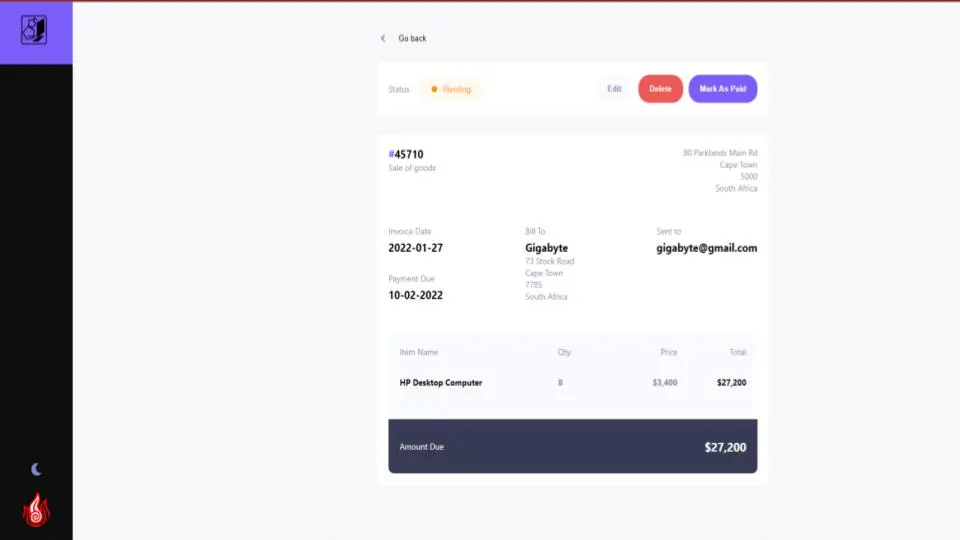 Go back
Status
Pending
Edit
Delete
Mark As Paid
#45710
Sale of goods
80 Parklands Main Rd
Cape Town
5000
South Africa
Invoice Date
2022-01-27
Payment Due
10-02-2022
Bill To
Gigabyte
73 Stock Road
Cape Town
7785
South Africa
Sent to
gigabyte@gmail.com
Item Name Qty. Price Total
HP Desktop Computer 8 $3,400 $27,200
Amount Due $27,200